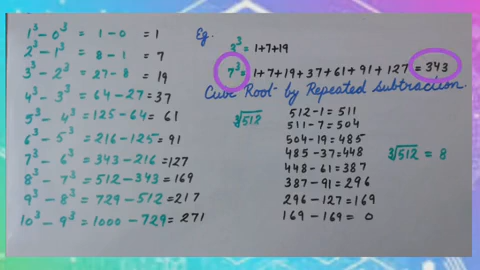 1³-0³ = 1-0 = 1
2³-1³ = 8-1 = 7
3³-2³ = 27-8 = 19
4³-3³ = 64-27 = 37
5³-4³ = 125-64 = 61
6³-5³ = 216-125 = 91
7³-6³ = 343-216 = 127
8³-7³ = 512-343 = 169
9³-8³ = 729-512 = 217
10³-9³ = 1000-729 = 271
Eg.
3³ = 1+7+19
7³ = 1+7+19+37+61+91+127 = 343
Cube Root by Repeated Subtraction.
∛512
512-1 = 511
511-7 = 504
504-19 = 485
485-37 = 448
448-61 = 387
387-91 = 296
296-127 = 169
169-169 = 0
∛512 = 8